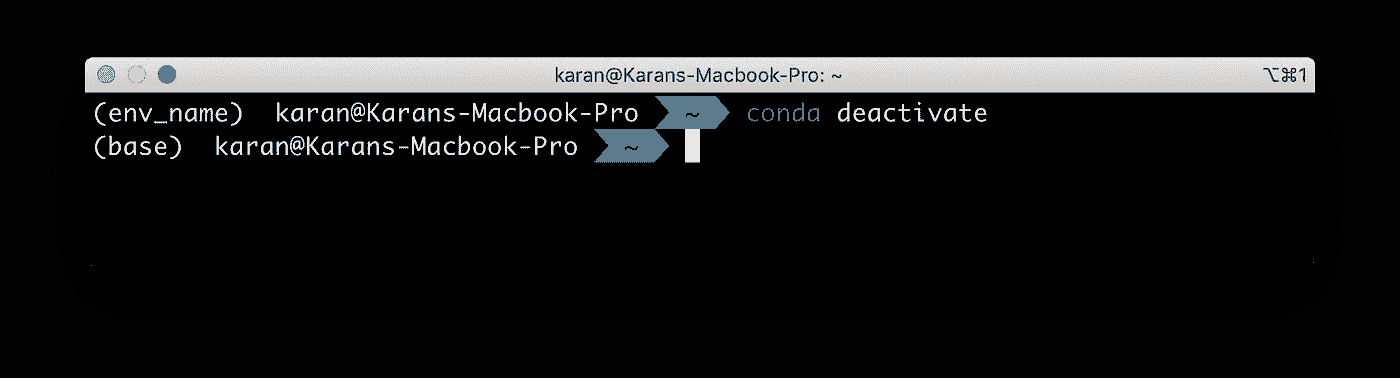 karan@Karans-Macbook-Pro: ~ ⌥⌘1
(env_name) karan@Karans-Macbook-Pro ~ conda deactivate
(base) karan@Karans-Macbook-Pro ~